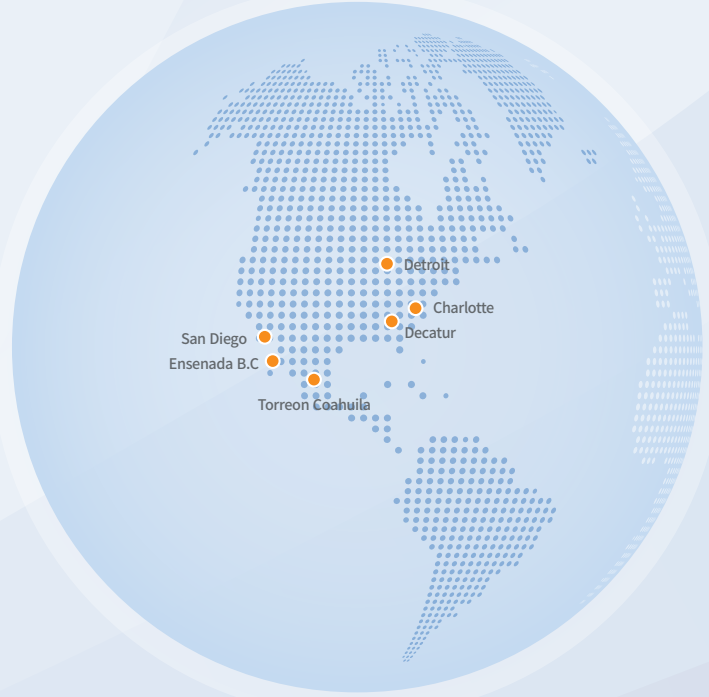 Detroit
Charlotte
Decatur
San Diego
Ensenada B.C
Torreon Coahuila